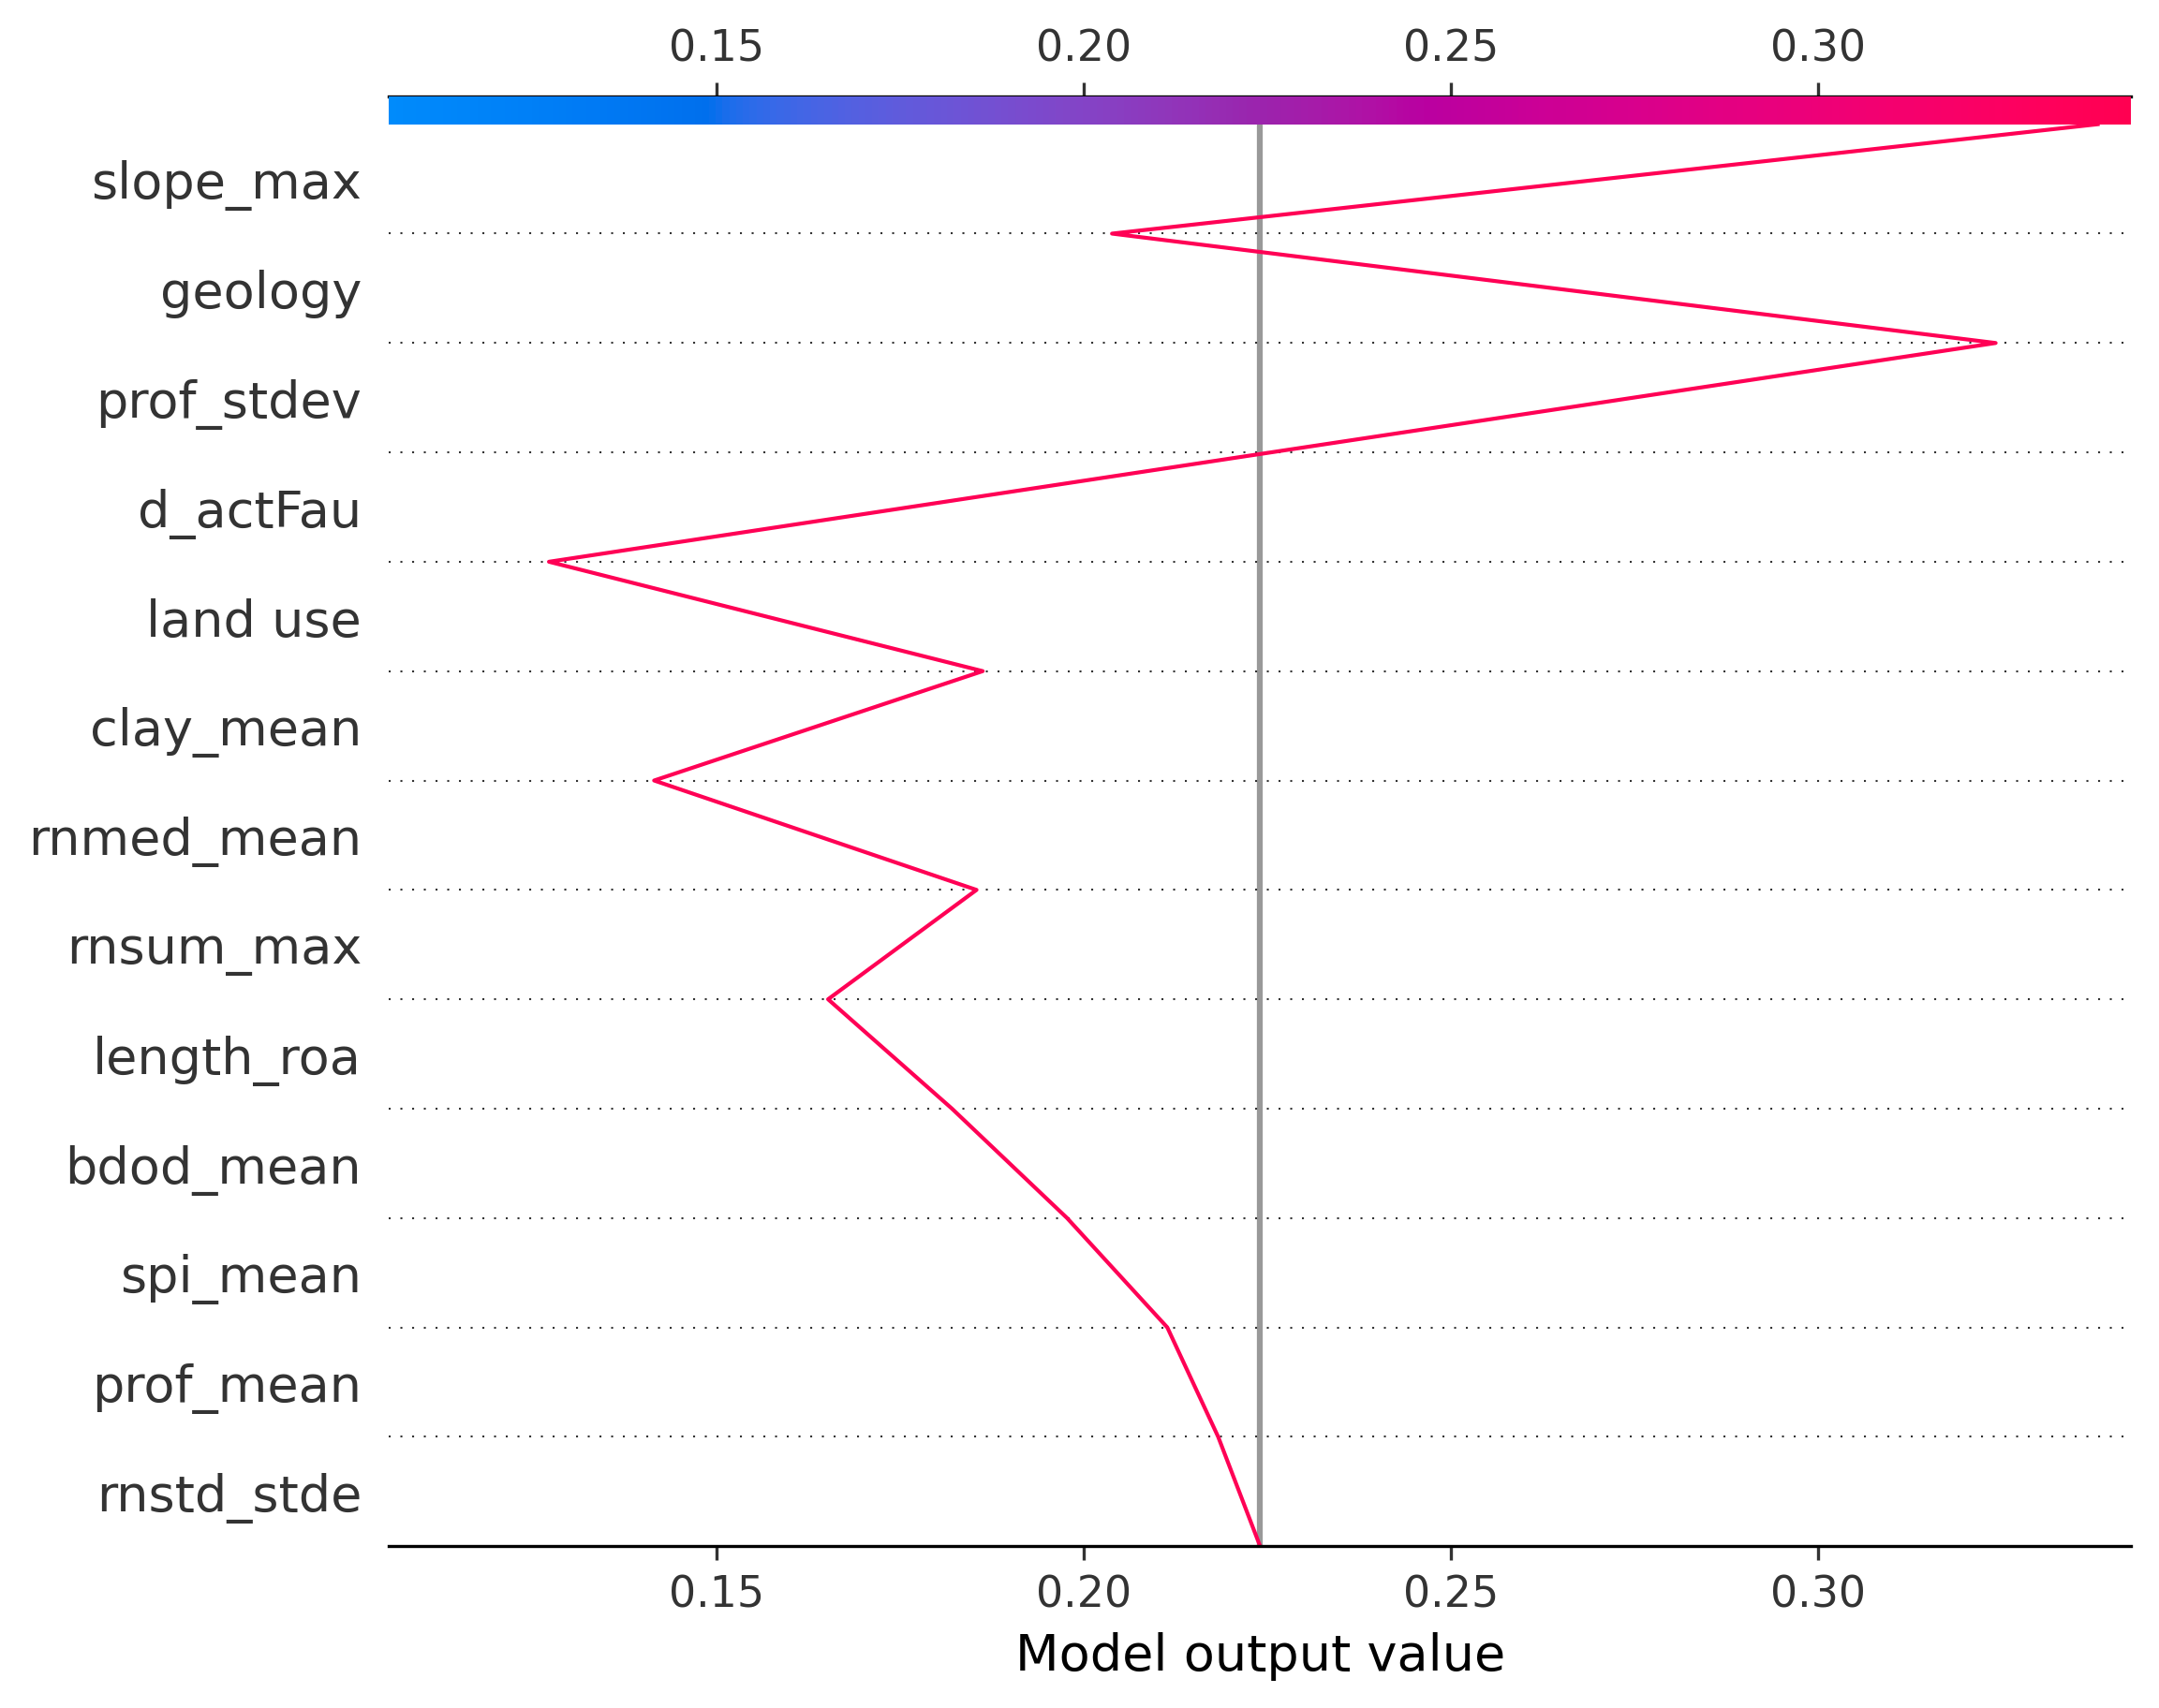 0.15 0.20 0.25 0.30
slope_max
geology
prof_stdev
d_actFau
land use
clay_mean
rnmed_mean
rnsum_max
length_roa
bdod_mean
spi_mean
prof_mean
rnstd_stde
0.15 0.20 0.25 0.30
Model output value